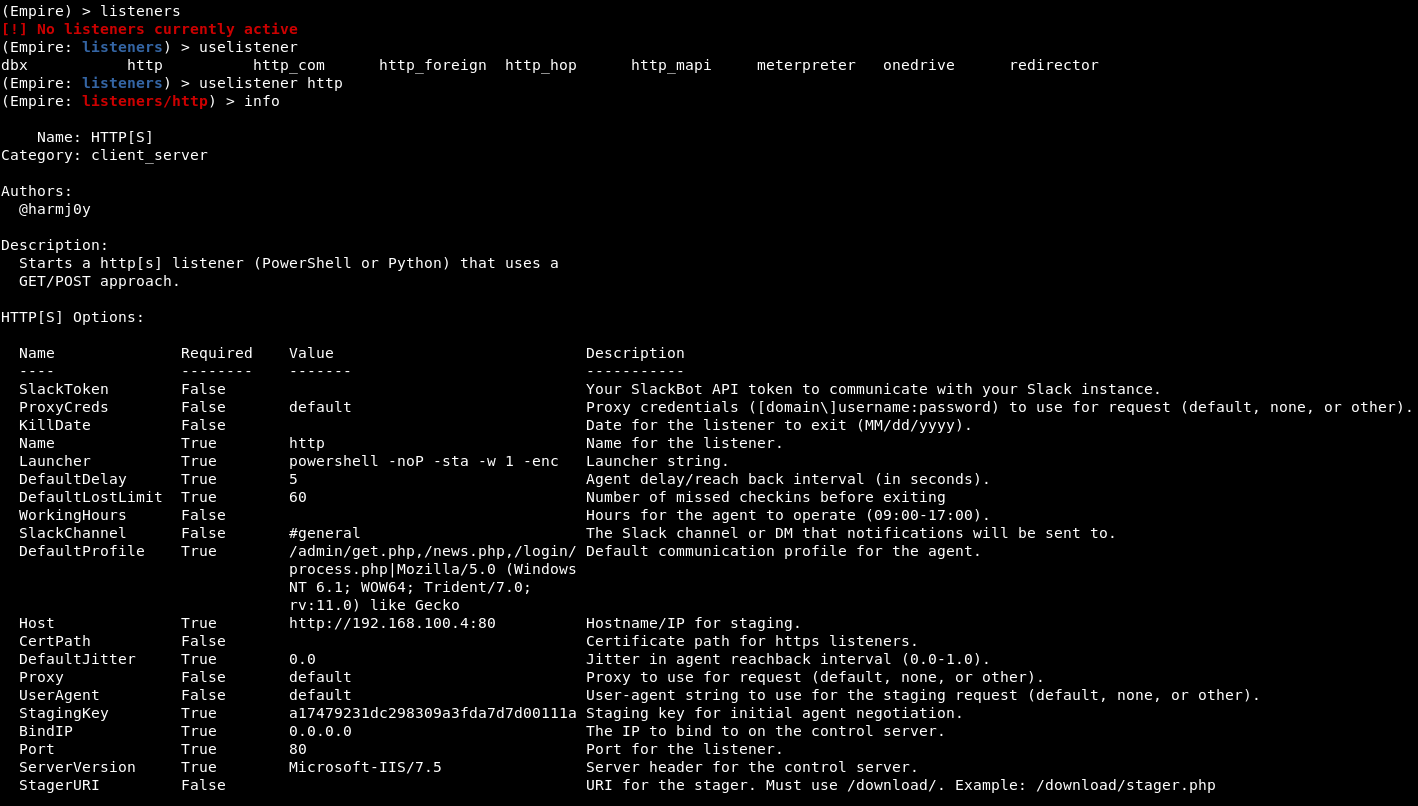 (Empire) > listeners
[!] No listeners currently active
(Empire: listeners) > uselistener
dbx           http          http_com      http_foreign  http_hop      http_mapi     meterpreter   onedrive      redirector
(Empire: listeners) > uselistener http
(Empire: listeners/http) > info

    Name: HTTP[S]
Category: client_server

Authors:
  @harmj0y

Description:
  Starts a http[s] listener (PowerShell or Python) that uses a
  GET/POST approach.

HTTP[S] Options:

  Name              Required    Value                            Description
  ----              --------    -------                          -----------
  SlackToken        False                                        Your SlackBot API token to communicate with your Slack instance.
  ProxyCreds        False       default                          Proxy credentials ([domain\]username:password) to use for request (default, none, or other).
  KillDate          False                                        Date for the listener to exit (MM/dd/yyyy).
  Name              True        http                             Name for the listener.
  Launcher          True        powershell -noP -sta -w 1 -enc   Launcher string.
  DefaultDelay      True        5                                Agent delay/reach back interval (in seconds).
  DefaultLostLimit  True        60                               Number of missed checkins before exiting
  WorkingHours      False                                        Hours for the agent to operate (09:00-17:00).
  SlackChannel      False       #general                         The Slack channel or DM that notifications will be sent to.
  DefaultProfile    True        /admin/get.php,/news.php,/login/ Default communication profile for the agent.
                                process.php|Mozilla/5.0 (Windows
                                NT 6.1; WOW64; Trident/7.0;
                                rv:11.0) like Gecko
  Host              True        http://192.168.100.4:80          Hostname/IP for staging.
  CertPath          False                                        Certificate path for https listeners.
  DefaultJitter     True        0.0                              Jitter in agent reachback interval (0.0-1.0).
  Proxy             False       default                          Proxy to use for request (default, none, or other).
  UserAgent         False       default                          User-agent string to use for the staging request (default, none, or other).
  StagingKey        True        a17479231dc298309a3fda7d7d00111a Staging key for initial agent negotiation.
  BindIP            True        0.0.0.0                          The IP to bind to on the control server.
  Port              True        80                               Port for the listener.
  ServerVersion     True        Microsoft-IIS/7.5                Server header for the control server.
  StagerURI         False                                        URI for the stager. Must use /download/. Example: /download/stager.php